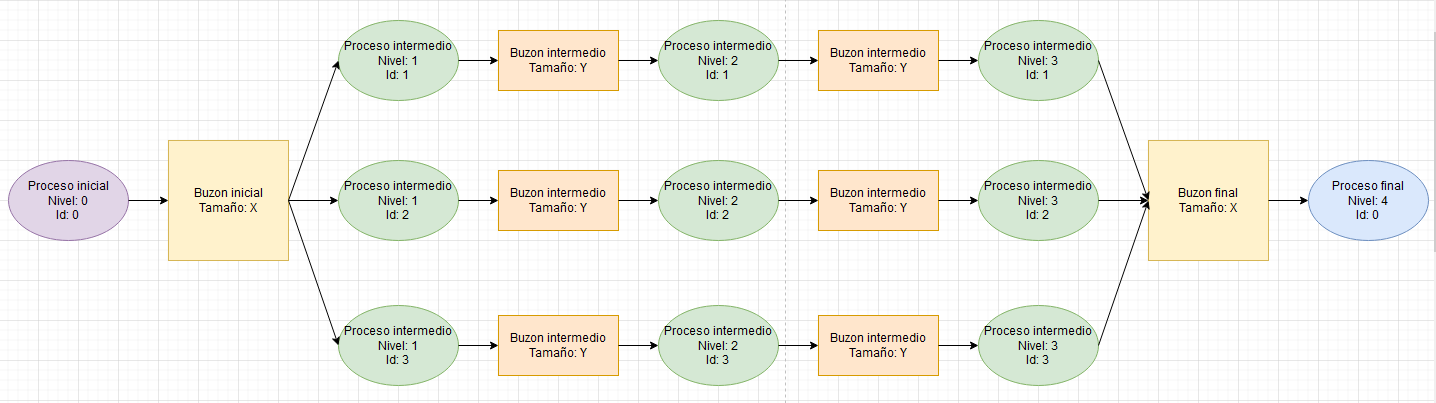 Proceso inicial
Nivel: 0
Id: 0
Buzon inicial
Tamaño: X
Proceso intermedio
Nivel: 1
Id: 1
Buzon intermedio
Tamaño: Y
Proceso intermedio
Nivel: 2
Id: 1
Buzon intermedio
Tamaño: Y
Proceso intermedio
Nivel: 3
Id: 1
Proceso intermedio
Nivel: 1
Id: 2
Buzon intermedio
Tamaño: Y
Proceso intermedio
Nivel: 2
Id: 2
Buzon intermedio
Tamaño: Y
Proceso intermedio
Nivel: 3
Id: 2
Proceso intermedio
Nivel: 1
Id: 3
Buzon intermedio
Tamaño: Y
Proceso intermedio
Nivel: 2
Id: 3
Buzon intermedio
Tamaño: Y
Proceso intermedio
Nivel: 3
Id: 3
Buzon final
Tamaño: X
Proceso final
Nivel: 4
Id: 0